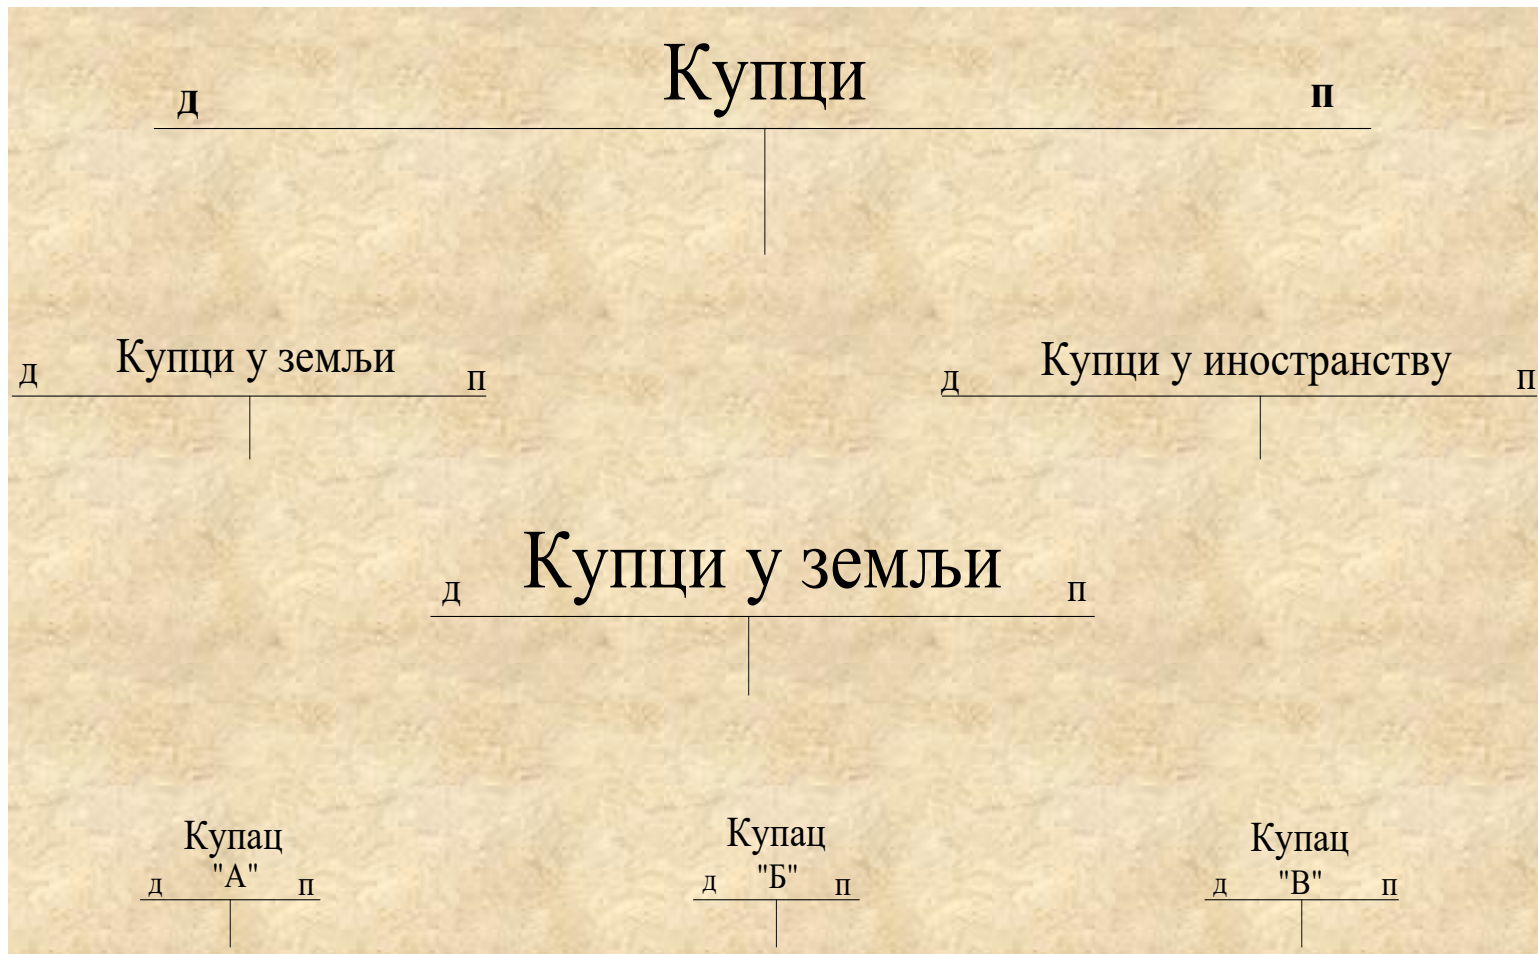 Купци
д п
Купци у земљи Купци у иностранству
д п д п
Купци у земљи
д п
Купац Купац Купац
"А" "Б" "В"
д п д п д п